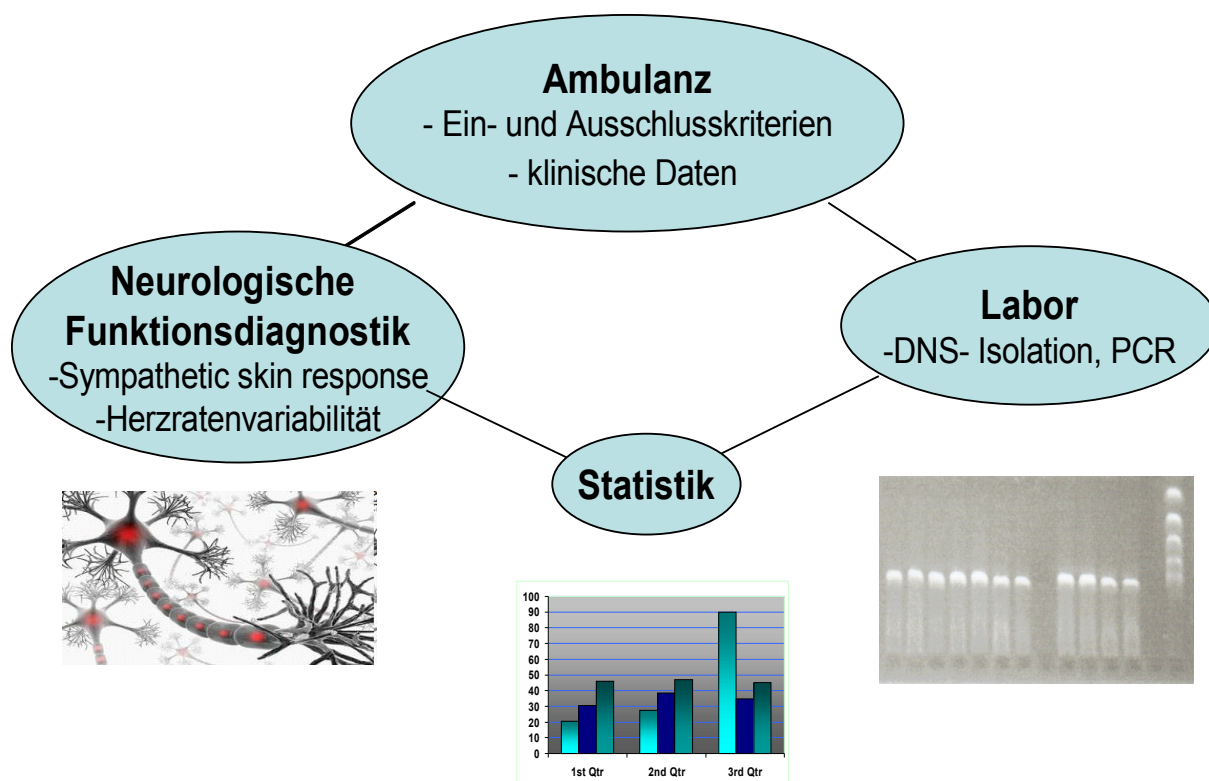 Ambulanz
- Ein- und Ausschlusskriterien
- klinische Daten
Neurologische
Funktionsdiagnostik
-Sympathetic skin response
-Herzratenvariabilität
Labor
-DNS- Isolation, PCR
Statistik
100
90
80
70
60
50
40
30
20
10
0
1st Qtr 2nd Qtr 3rd Qtr